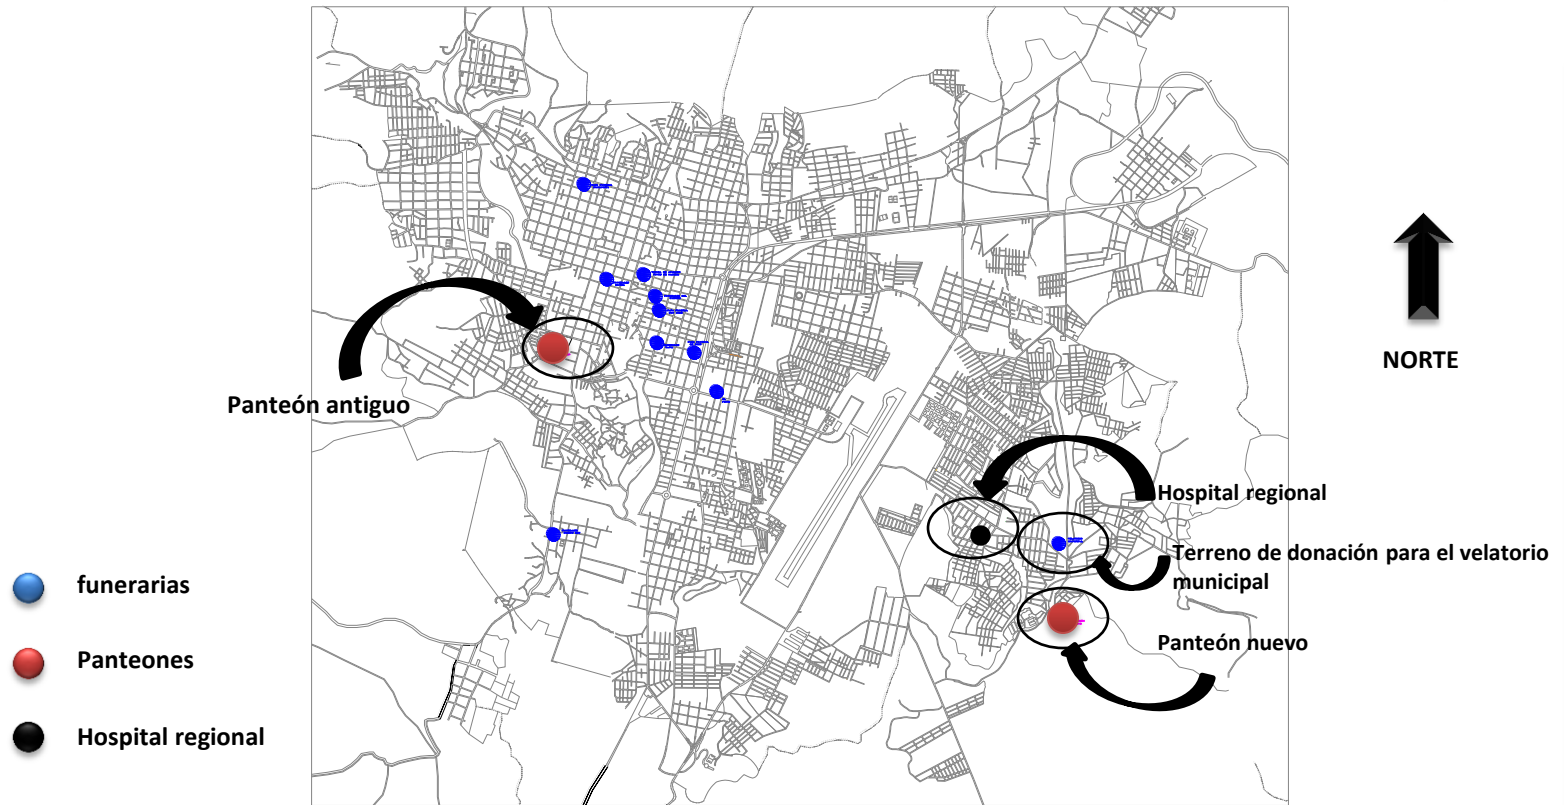 NORTE
Panteón antiguo
Hospital regional
Terreno de donación para el velatorio
municipal
Panteón nuevo
funerarias
Panteones
Hospital regional